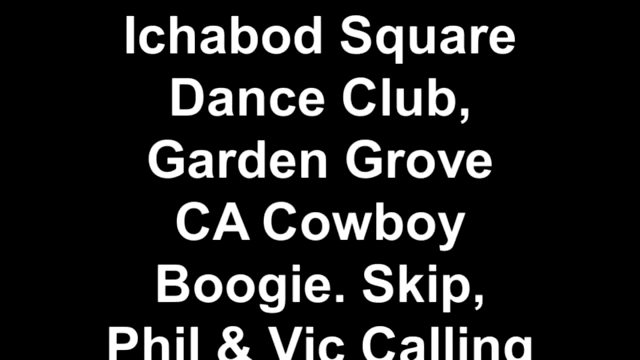 Ichabod Square
Dance Club,
Garden Grove
CA Cowboy
Boogie. Skip,
Phil & Vic Calling